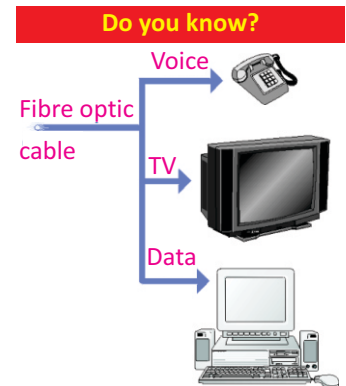 Do you know?
Voice
Fibre optic
cable
TV
Data